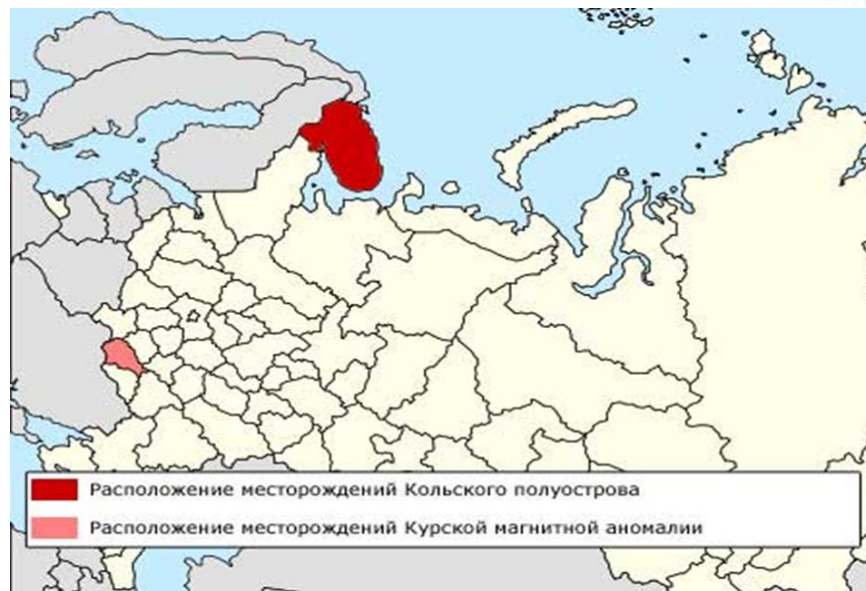 Расположение месторождений Кольского полуострова
Расположение месторождений Курской магнитной аномалии